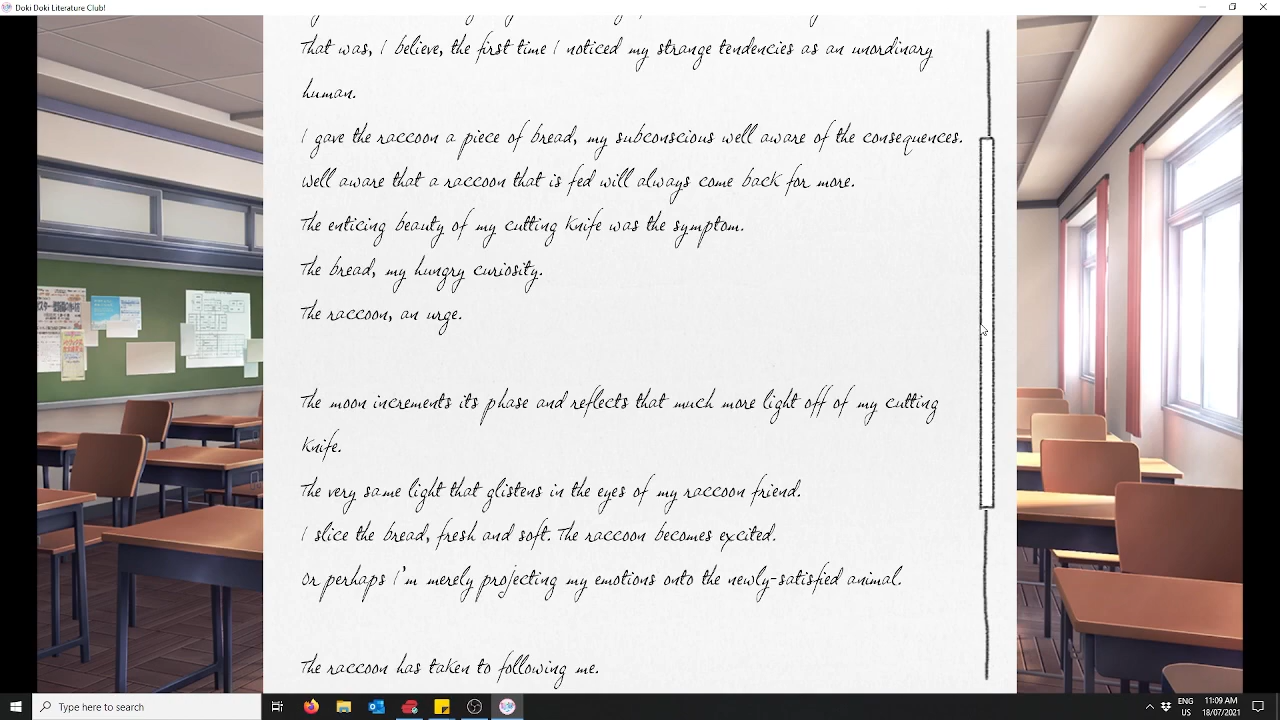 Doki Doki Literature Club!
That was, I believe, the first time I noticed my strange tendencies as an unordinary
human.
I gave the raccoon a piece of bread, my subconscious well aware of the consequences.
Well aware that a raccoon that is fed will always come back for more.
The enticing beauty of my cutting knife was the symptom.
The bread, my hungry curiosity.
The raccoon, an urge.
The moon increments its phase and reflects that much more light off of my cutting
knife.
The very same light that glistens in the eyes of my raccoon friend.
I slice the bread, fresh and soft. The raccoon becomes excited.
Or perhaps I'm merely projecting my emotions onto the newly-satisfied animal.
The raccoon has taken to following me.
Type here to search
ENG
US
11:09 AM
18/07/2021